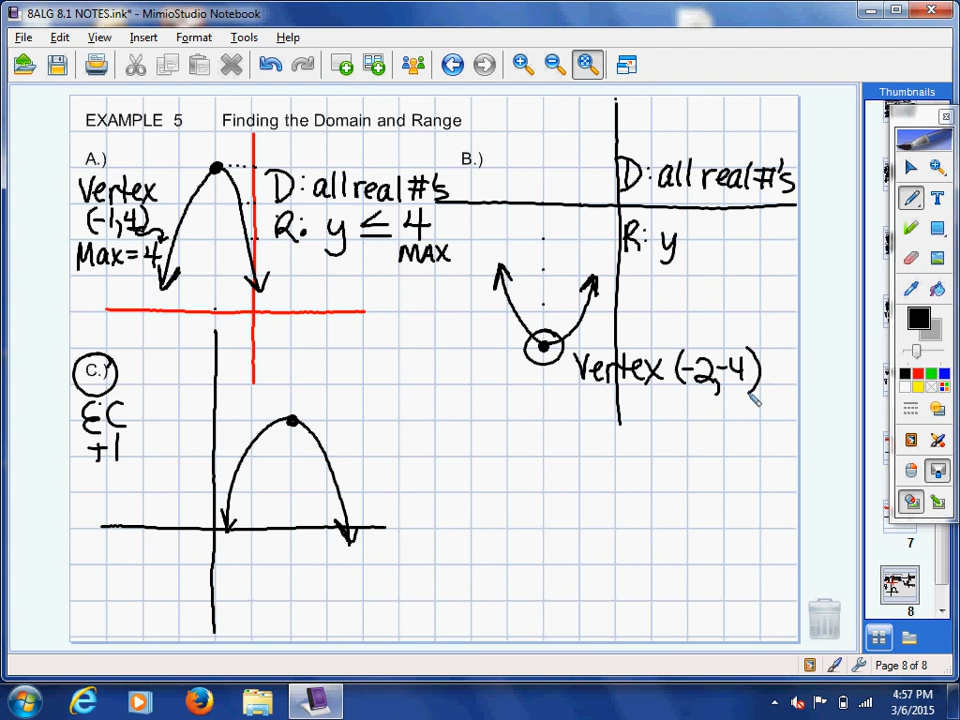 8ALG 8.1 NOTES.ink* - MimioStudio Notebook
File Edit View Insert Format Tools Help
Thumbnails
EXAMPLE 5 Finding the Domain and Range
A.)
Vertex
(-1,4)
Max=4
D: all real #'s
R: y ≤ 4
MAX
B.)
D: all real #'s
R: y
Vertex (-2,-4)
C.)
EC
+1
T
7
8
Page 8 of 8
4:57 PM
3/6/2015